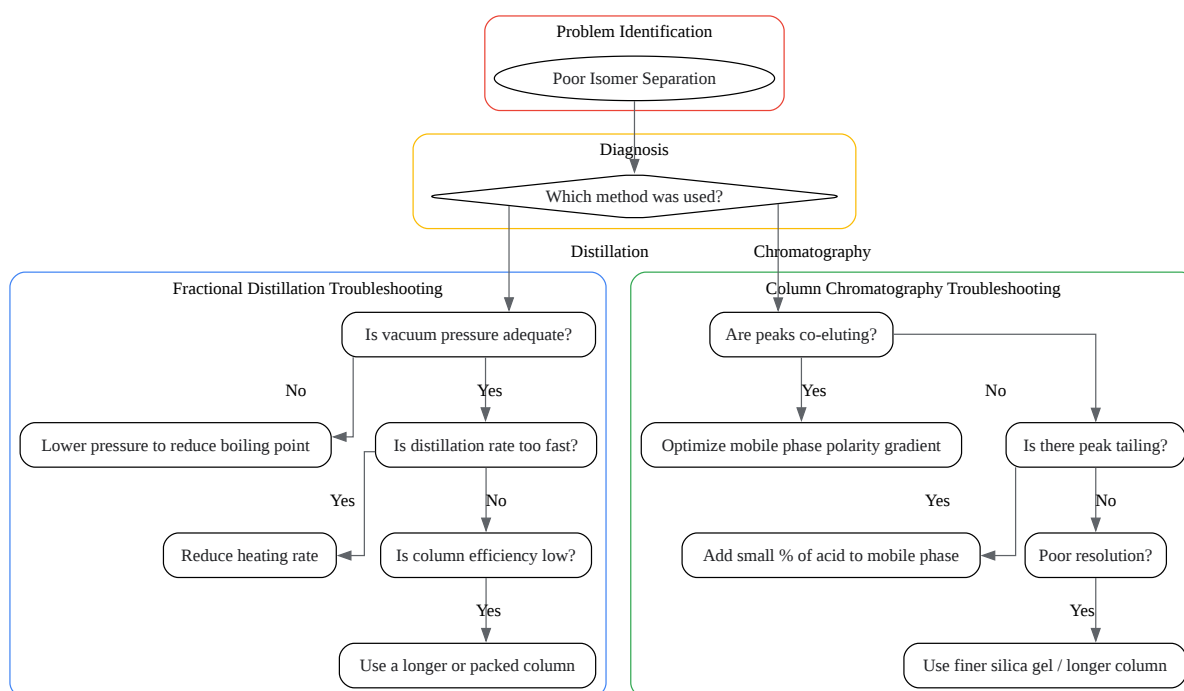 Problem Identification
Poor Isomer Separation
Diagnosis
Which method was used?
Distillation
Chromatography
Fractional Distillation Troubleshooting
Is vacuum pressure adequate?
No
Yes
Lower pressure to reduce boiling point
Is distillation rate too fast?
Yes
No
Reduce heating rate
Is column efficiency low?
Yes
Use a longer or packed column
Column Chromatography Troubleshooting
Are peaks co-eluting?
Yes
No
Optimize mobile phase polarity gradient
Is there peak tailing?
Yes
No
Add small % of acid to mobile phase
Poor resolution?
Yes
Use finer silica gel / longer column